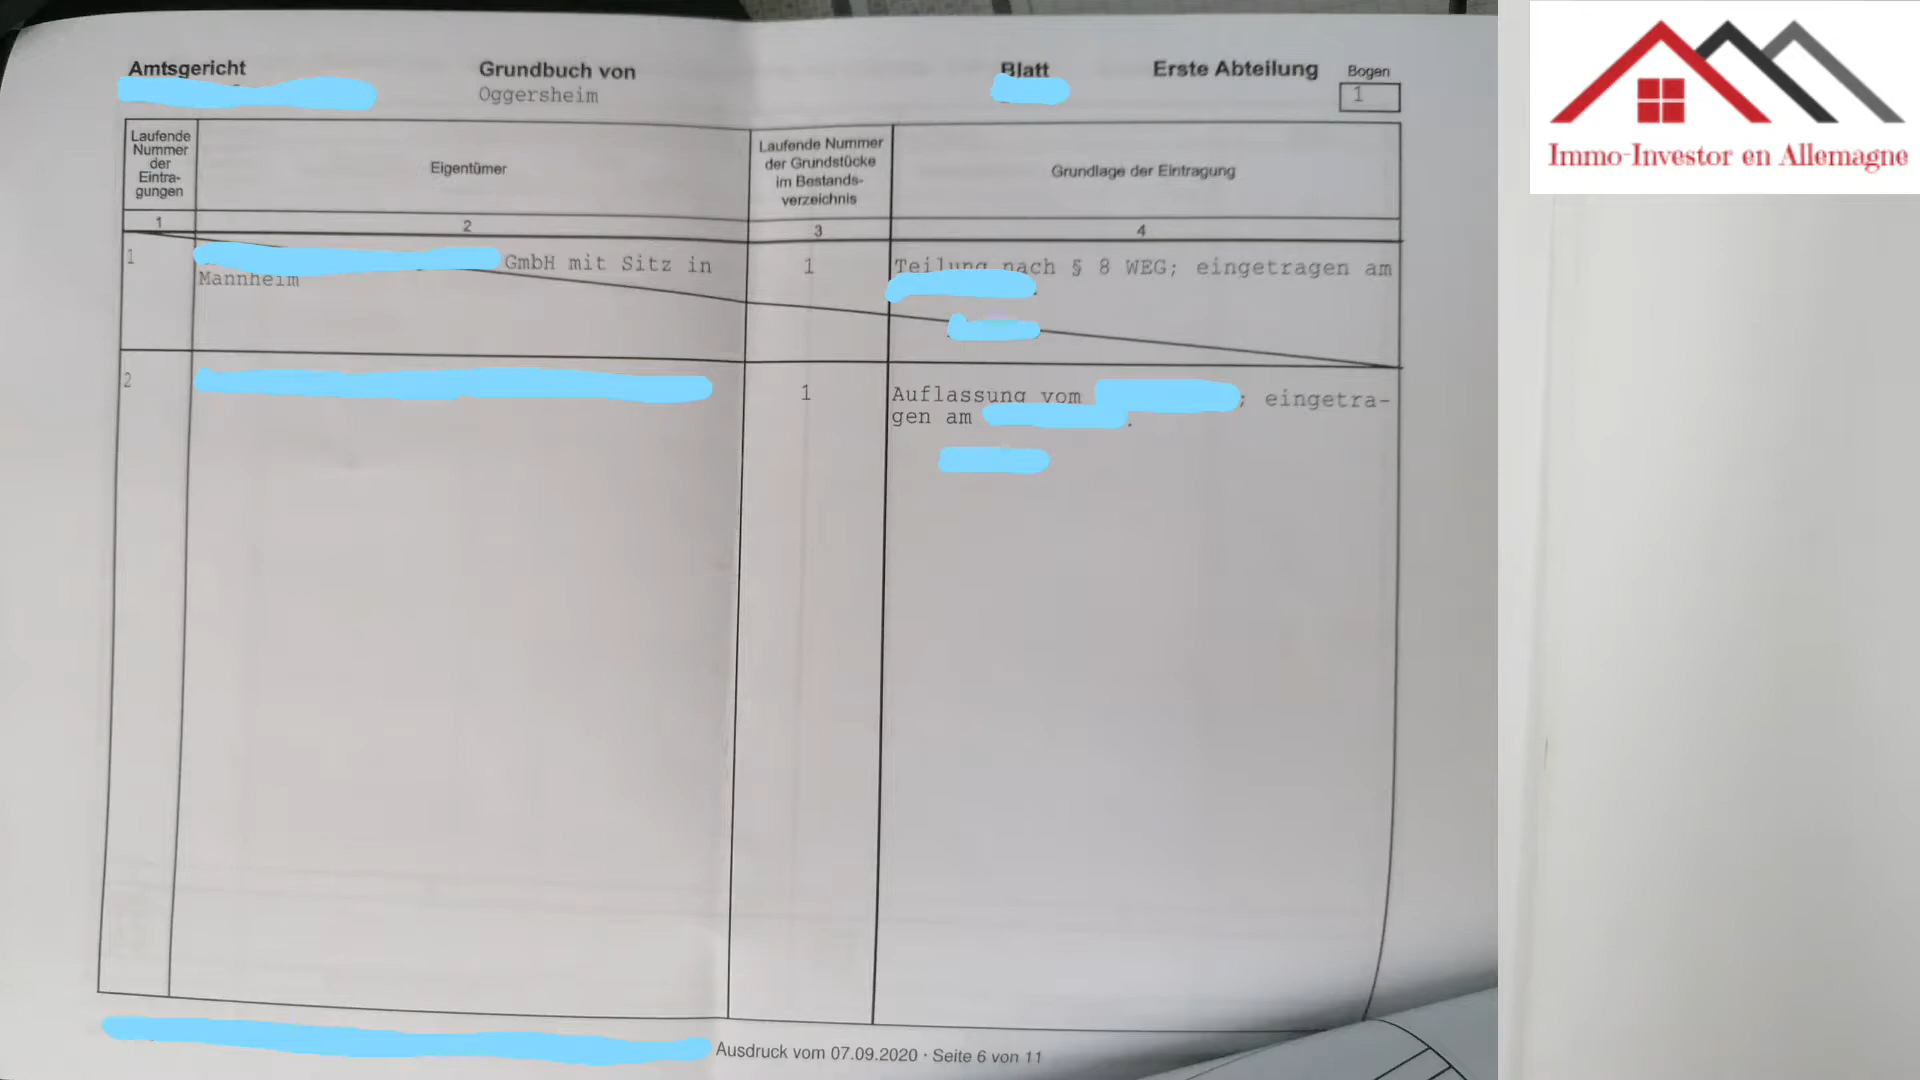 Amtsgericht
Grundbuch von
Oggersheim
Blatt
Erste Abteilung
Bogen
1
Laufende
Nummer
der
Eintra-
gungen
Eigentümer
Laufende Nummer
der Grundstücke
im Bestands-
verzeichnis
Grundlage der Eintragung
1
2
3
4
1
GmbH mit Sitz in
Mannheim
1
Teilung nach § 8 WEG; eingetragen am
2
1
Auflassung vom ; eingetra-
gen am .
Ausdruck vom 07.09.2020 · Seite 6 von 11
Immo-Investor en Allemagne